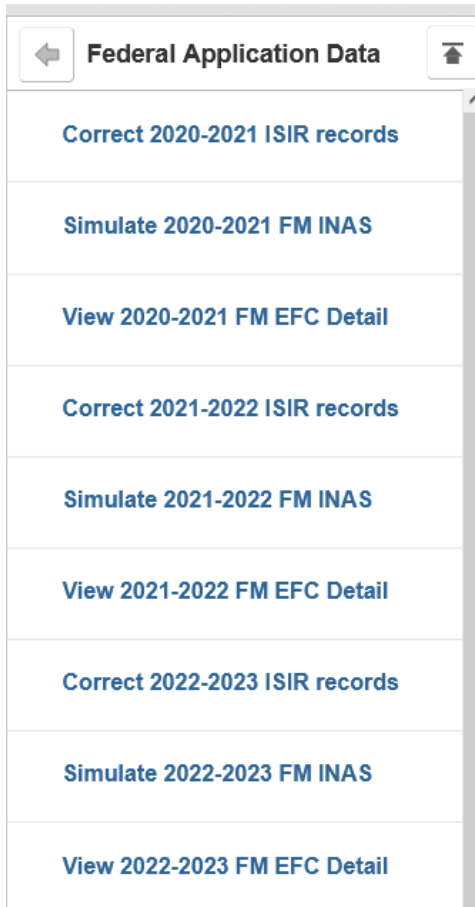 Federal Application Data
Correct 2020-2021 ISIR records
Simulate 2020-2021 FM INAS
View 2020-2021 FM EFC Detail
Correct 2021-2022 ISIR records
Simulate 2021-2022 FM INAS
View 2021-2022 FM EFC Detail
Correct 2022-2023 ISIR records
Simulate 2022-2023 FM INAS
View 2022-2023 FM EFC Detail